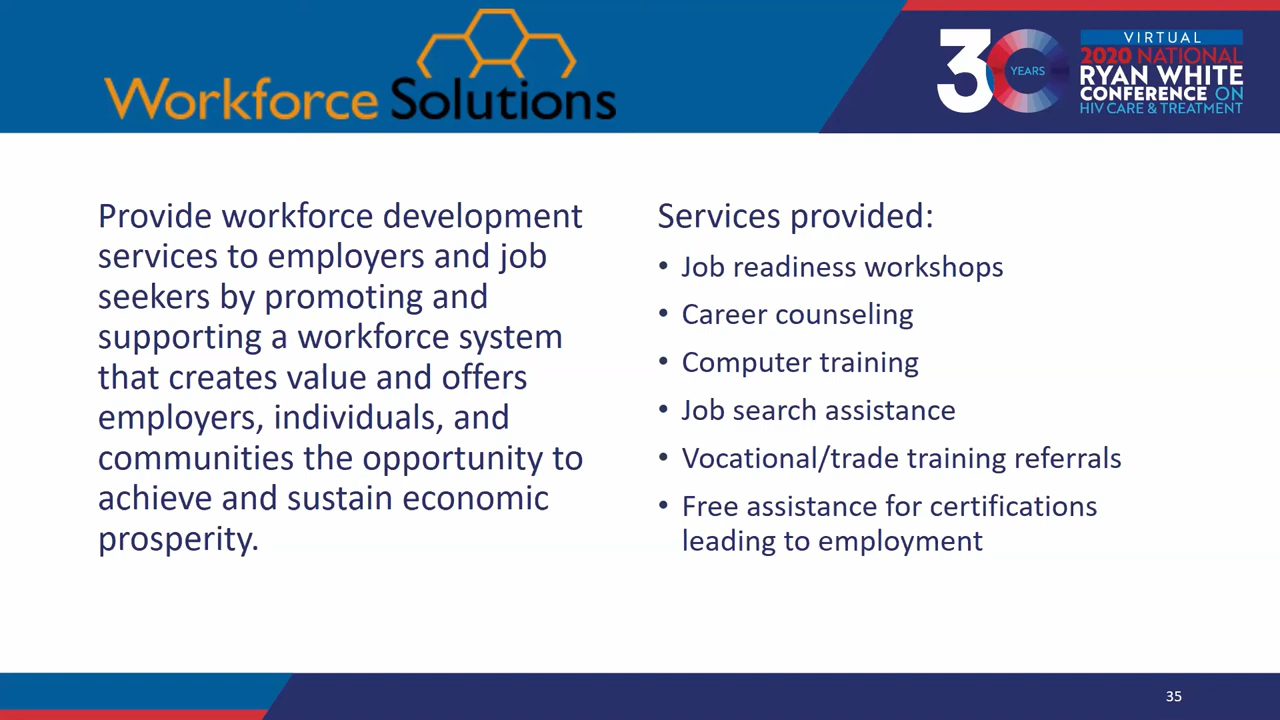 Workforce Solutions
30
YEARS
VIRTUAL
2020 NATIONAL
RYAN WHITE
CONFERENCE ON
HIV CARE & TREATMENT
Provide workforce development
services to employers and job
seekers by promoting and
supporting a workforce system
that creates value and offers
employers, individuals, and
communities the opportunity to
achieve and sustain economic
prosperity.
Services provided:
• Job readiness workshops
• Career counseling
• Computer training
• Job search assistance
• Vocational/trade training referrals
• Free assistance for certifications
leading to employment
35